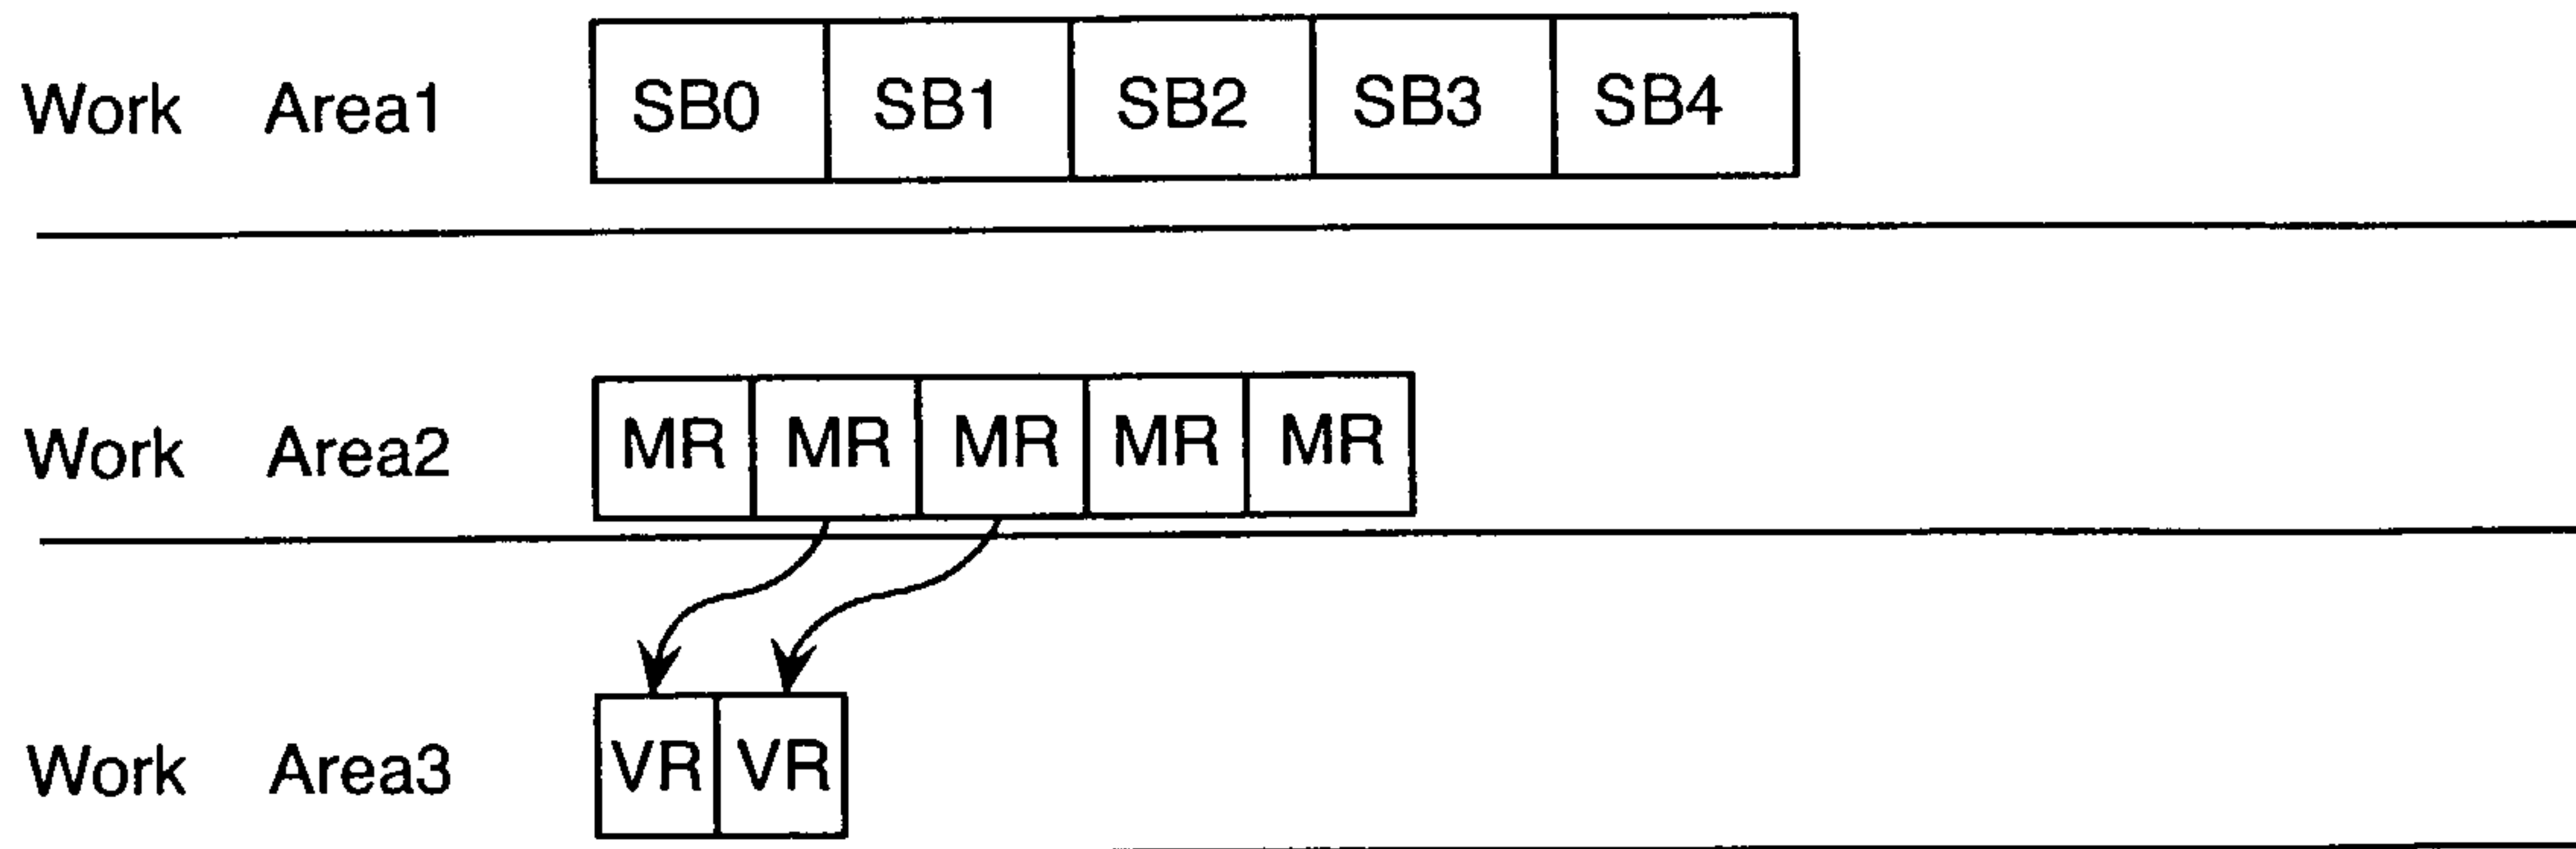 Work Area1 SB0 SB1 SB2 SB3 SB4
Work Area2 MR MR MR MR MR
Work Area3 VR VR